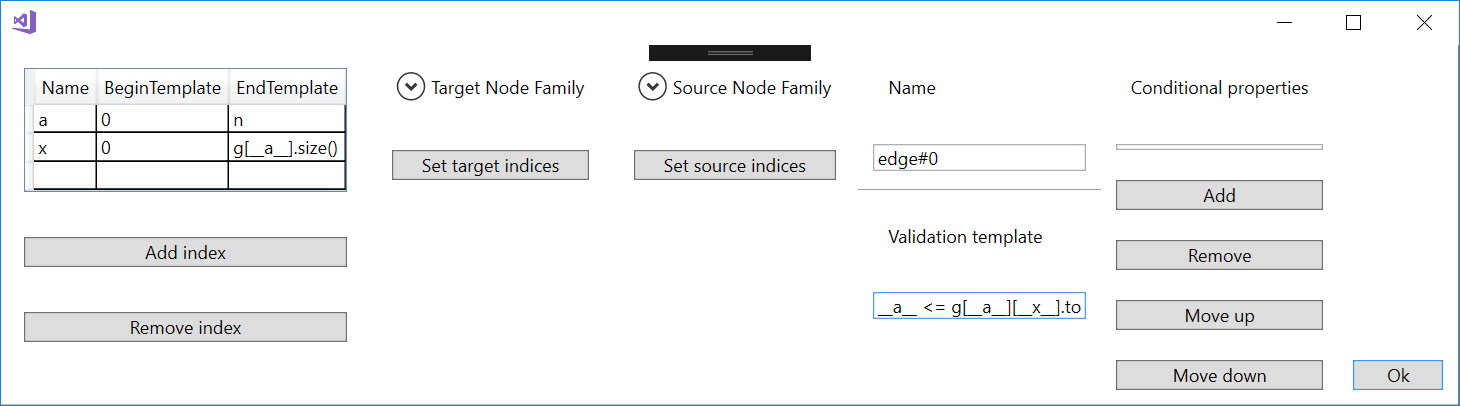 Name BeginTemplate EndTemplate
a 0 n
x 0 g[__a__].size()
Add index
Remove index
Target Node Family
Set target indices
Source Node Family
Set source indices
Name
edge#0
Validation template
__a__ <= g[__a__][__x__].to
Conditional properties
Add
Remove
Move up
Move down
Ok